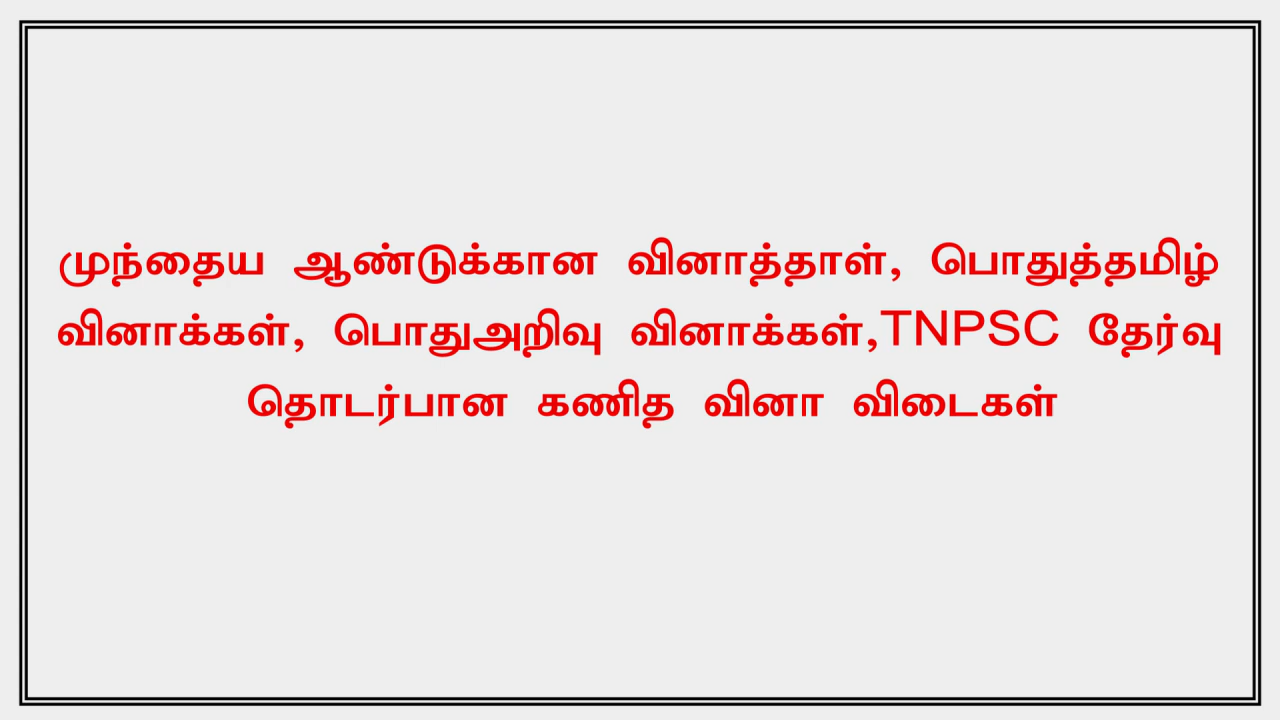 முந்தைய ஆண்டுக்கான வினாத்தாள், பொதுத்தமிழ்
வினாக்கள், பொதுஅறிவு வினாக்கள்,TNPSC தேர்வு
தொடர்பான கணித வினா விடைகள்